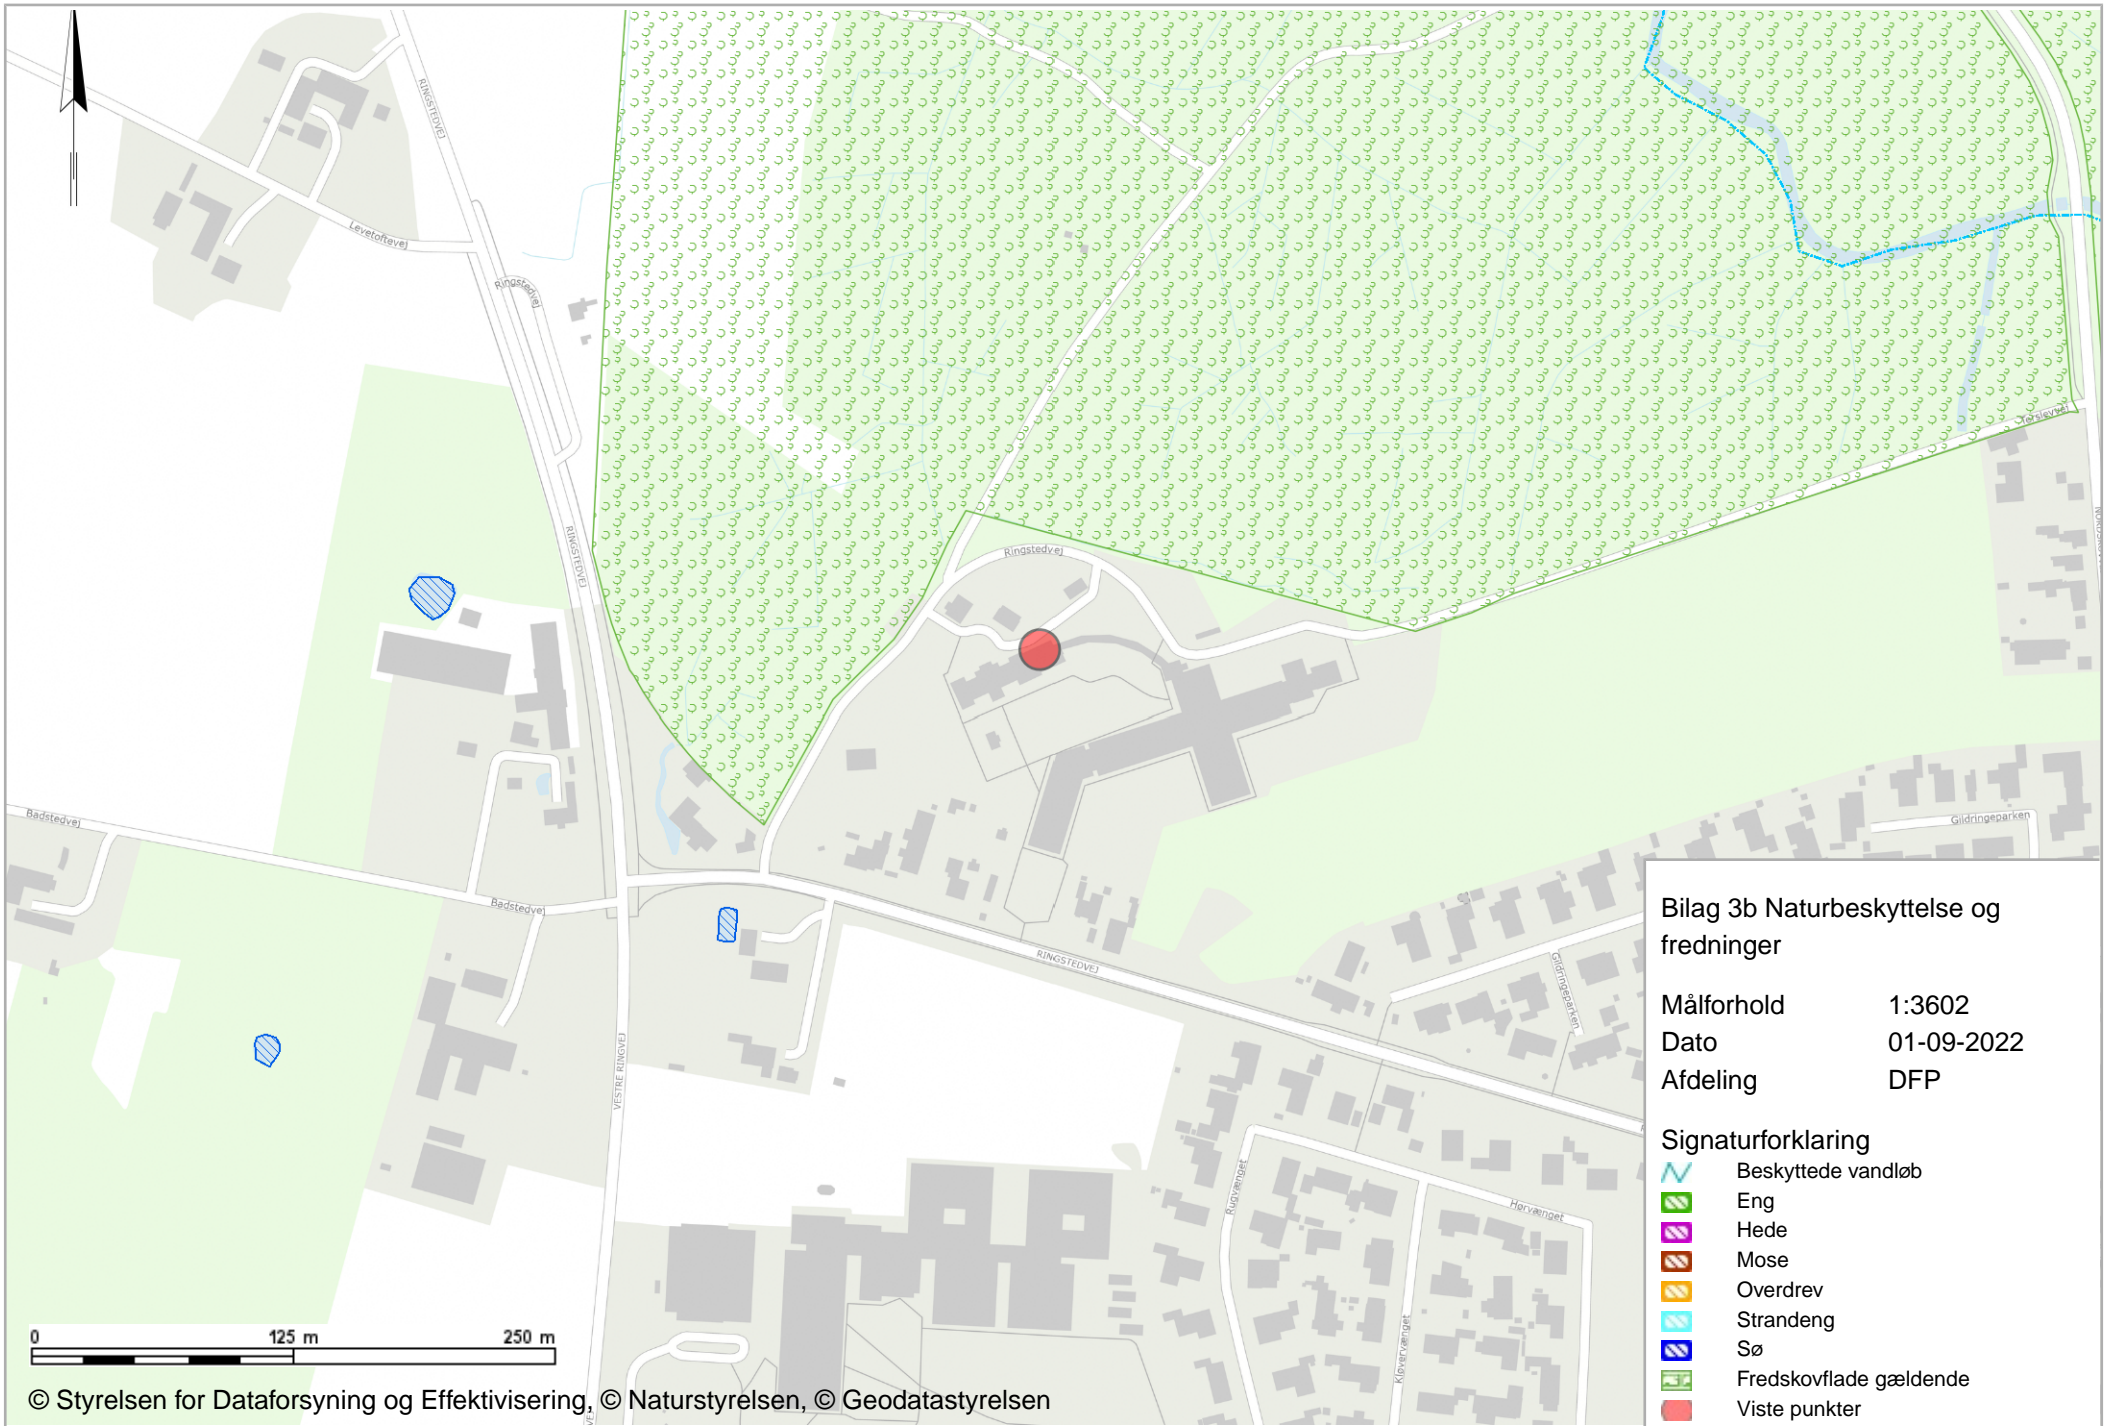 RINGSTEDVEJ
Levetoftevej
Ringstedvej
RINGSTEDVEJ
Ringstedvej
Terslevvej
Badstedvej
Badstedvej
Gildringeparken
RINGSTEDVEJ
Gildringeparken
VESTRE RINGVEJ
Rugvænget
Hørvænget
Kløvervænget
Bilag 3b Naturbeskyttelse og
fredninger
Målforhold 1:3602
Dato 01-09-2022
Afdeling DFP
Signaturforklaring
Beskyttede vandløb
Eng
Hede
Mose
Overdrev
Strandeng
Sø
Fredskovflade gældende
Viste punkter
0 125 m 250 m
© Styrelsen for Dataforsyning og Effektivisering, © Naturstyrelsen, © Geodatastyrelsen